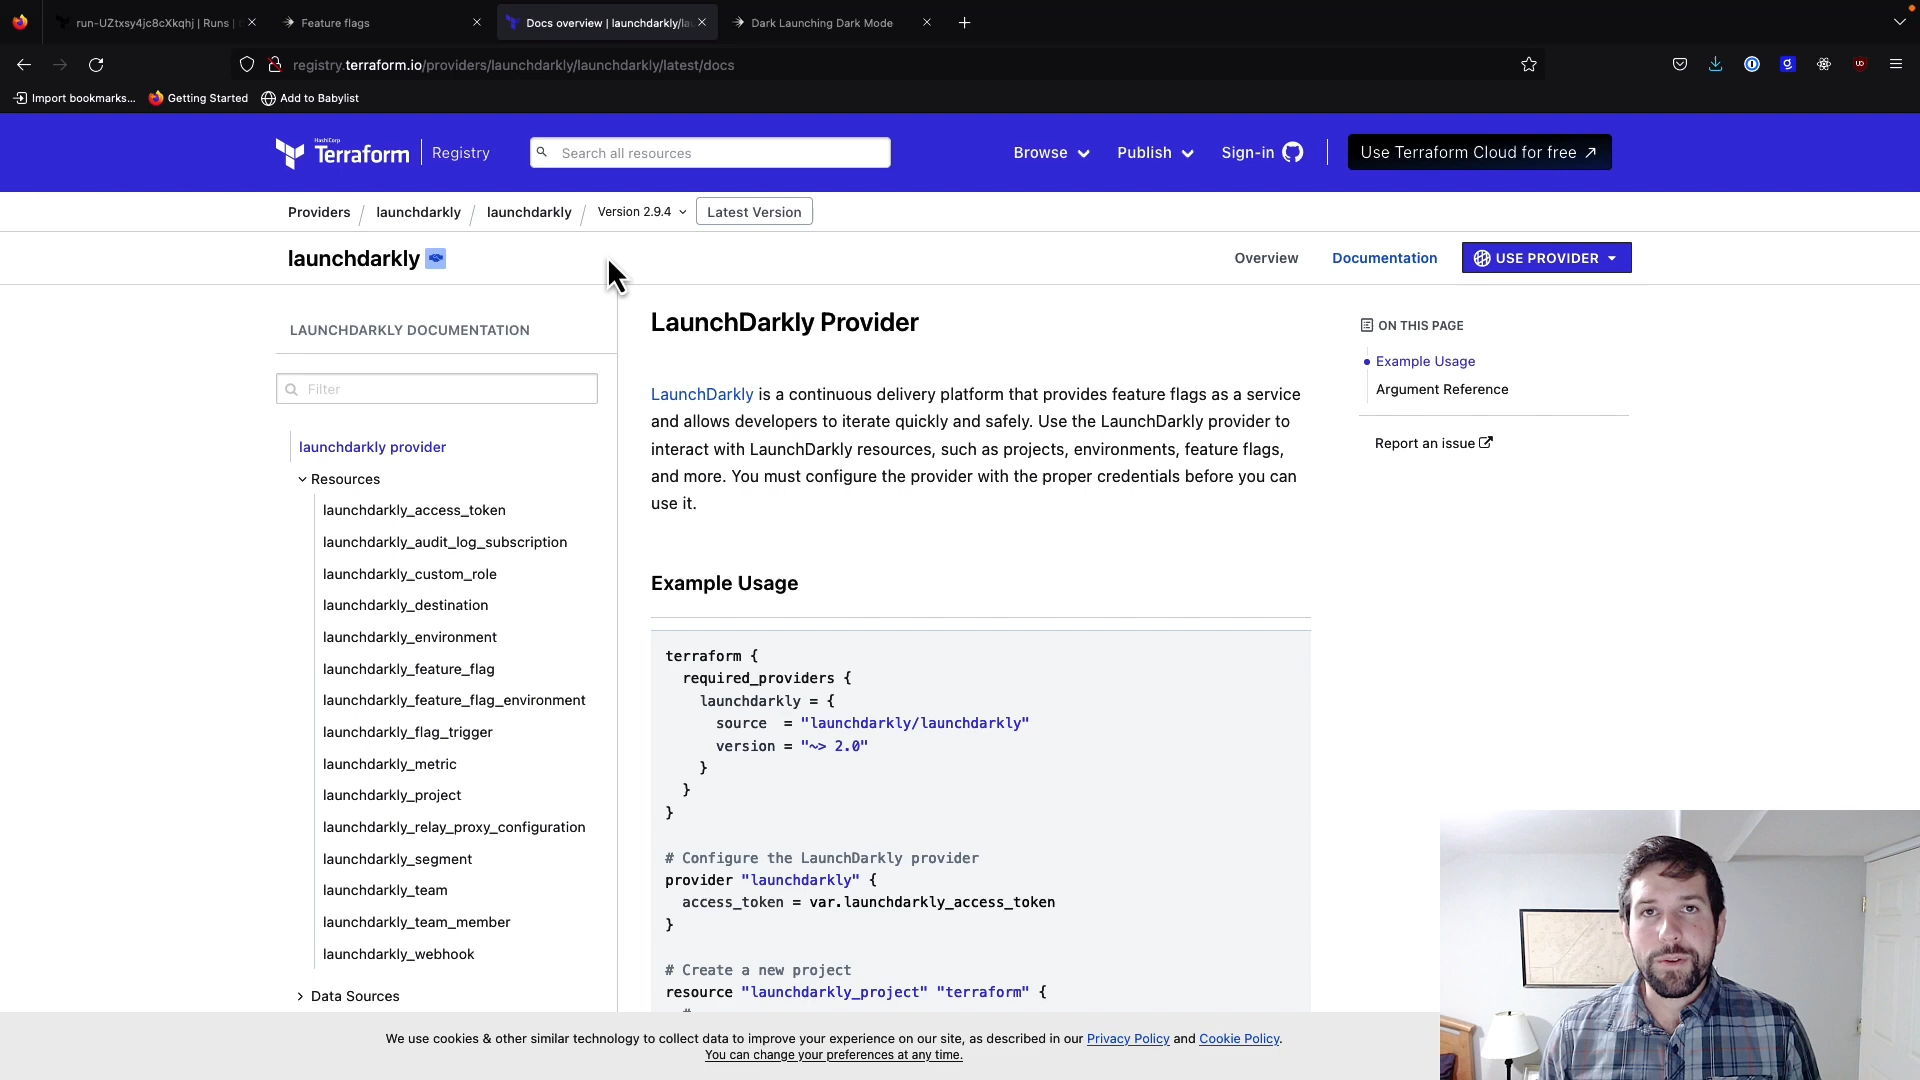 run-UZtxsy4jc8cXkqhj | Runs |
Feature flags
Docs overview | launchdarkly/la
Dark Launching Dark Mode
registry.terraform.io/providers/launchdarkly/launchdarkly/latest/docs
Import bookmarks...
Getting Started
Add to Babylist
HashiCorp
Terraform
Registry
Search all resources
Browse
Publish
Sign-in
Use Terraform Cloud for free
Providers / launchdarkly / launchdarkly / Version 2.9.4
Latest Version
launchdarkly
Overview
Documentation
USE PROVIDER
LAUNCHDARKLY DOCUMENTATION
Filter
launchdarkly provider
Resources
launchdarkly_access_token
launchdarkly_audit_log_subscription
launchdarkly_custom_role
launchdarkly_destination
launchdarkly_environment
launchdarkly_feature_flag
launchdarkly_feature_flag_environment
launchdarkly_flag_trigger
launchdarkly_metric
launchdarkly_project
launchdarkly_relay_proxy_configuration
launchdarkly_segment
launchdarkly_team
launchdarkly_team_member
launchdarkly_webhook
Data Sources
LaunchDarkly Provider
LaunchDarkly is a continuous delivery platform that provides feature flags as a service
and allows developers to iterate quickly and safely. Use the LaunchDarkly provider to
interact with LaunchDarkly resources, such as projects, environments, feature flags,
and more. You must configure the provider with the proper credentials before you can
use it.
Example Usage
terraform {
required_providers {
launchdarkly = {
source = "launchdarkly/launchdarkly"
version = "~> 2.0"
}
}
}
# Configure the LaunchDarkly provider
provider "launchdarkly" {
access_token = var.launchdarkly_access_token
}
# Create a new project
resource "launchdarkly_project" "terraform" {
ON THIS PAGE
Example Usage
Argument Reference
Report an issue
We use cookies & other similar technology to collect data to improve your experience on our site, as described in our Privacy Policy and Cookie Policy.
You can change your preferences at any time.